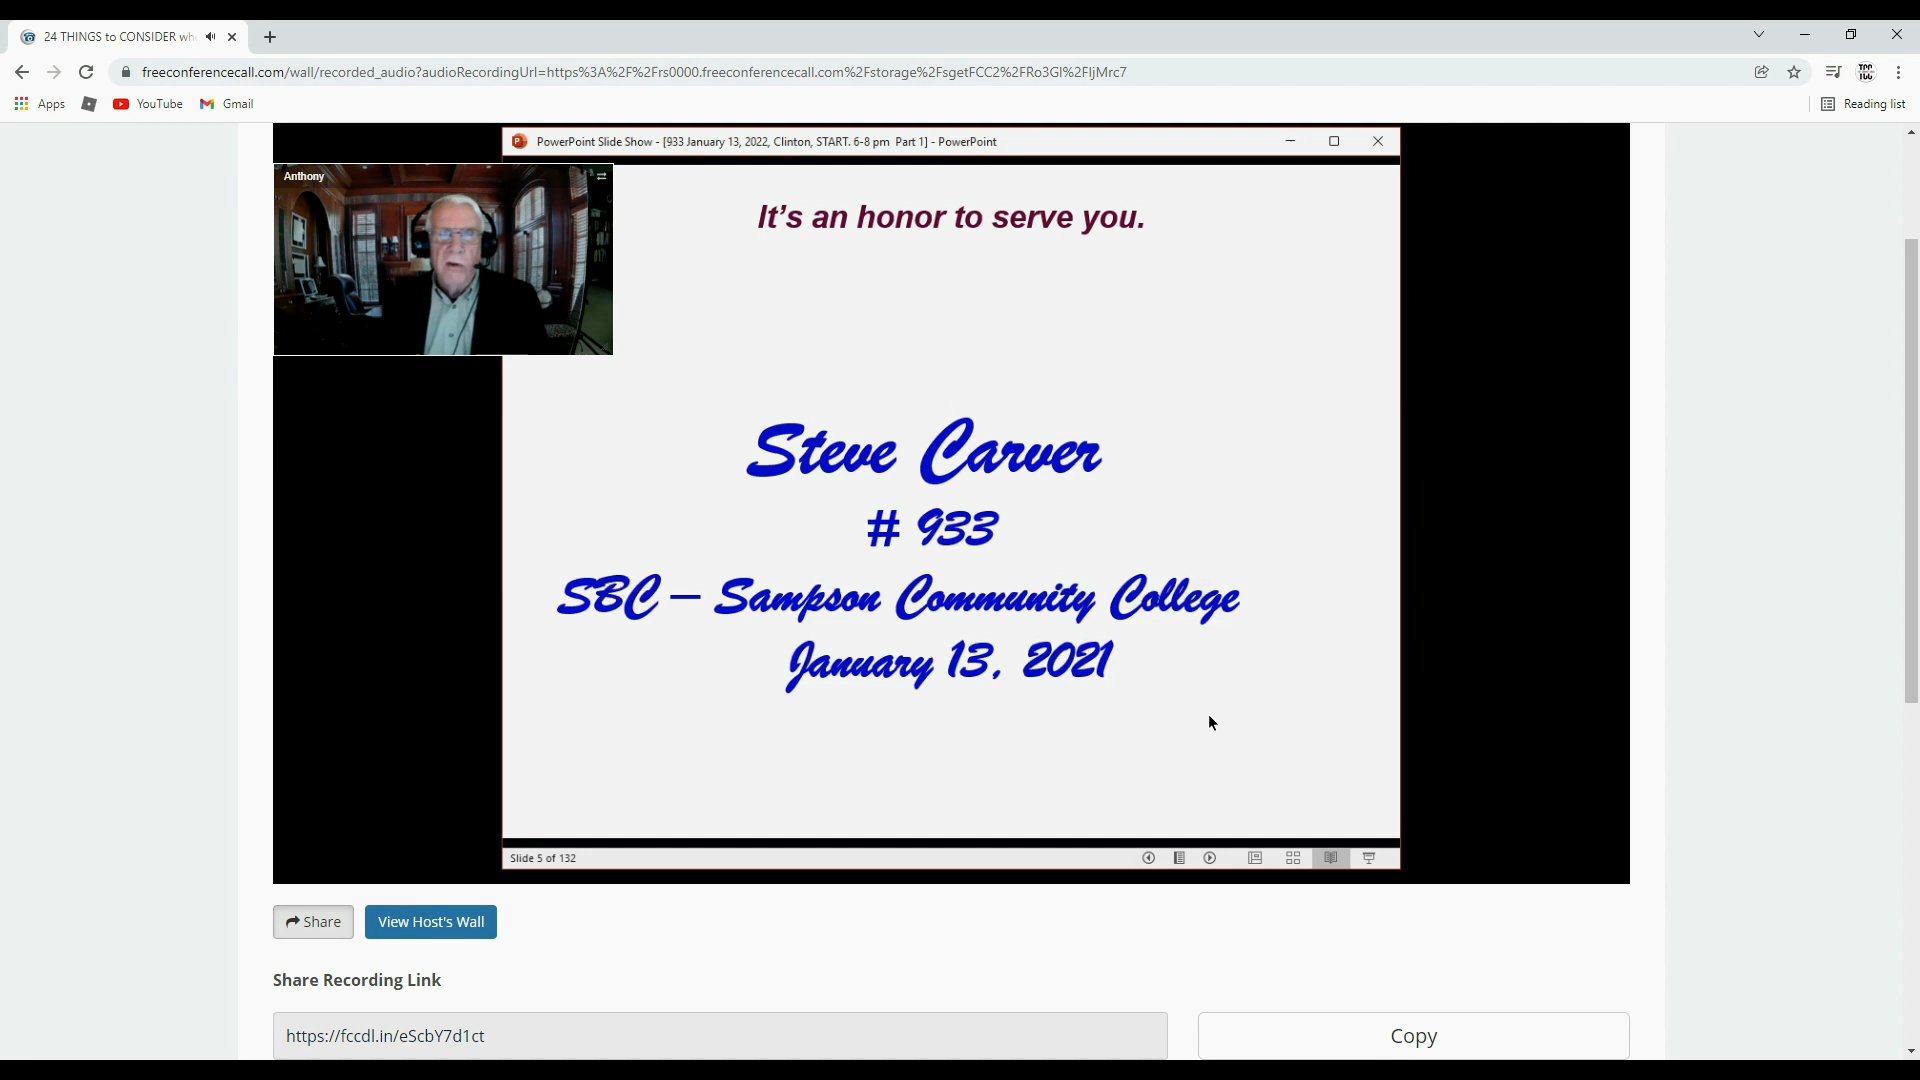 24 THINGS to CONSIDER wh
freeconferencecall.com/wall/recorded_audio?audioRecordingUrl=https%3A%2F%2Frs0000.freeconferencecall.com%2Fstorage%2FsgetFCC2%2FRo3GI%2FIjMrc7
Apps
YouTube
Gmail
Reading list
PowerPoint Slide Show - [933 January 13, 2022, Clinton, START. 6-8 pm Part 1] - PowerPoint
Anthony
It's an honor to serve you.
Steve Carver
# 933
SBC – Sampson Community College
January 13, 2021
Slide 5 of 132
Share
View Host's Wall
Share Recording Link
https://fccdl.in/eScbY7d1ct
Copy